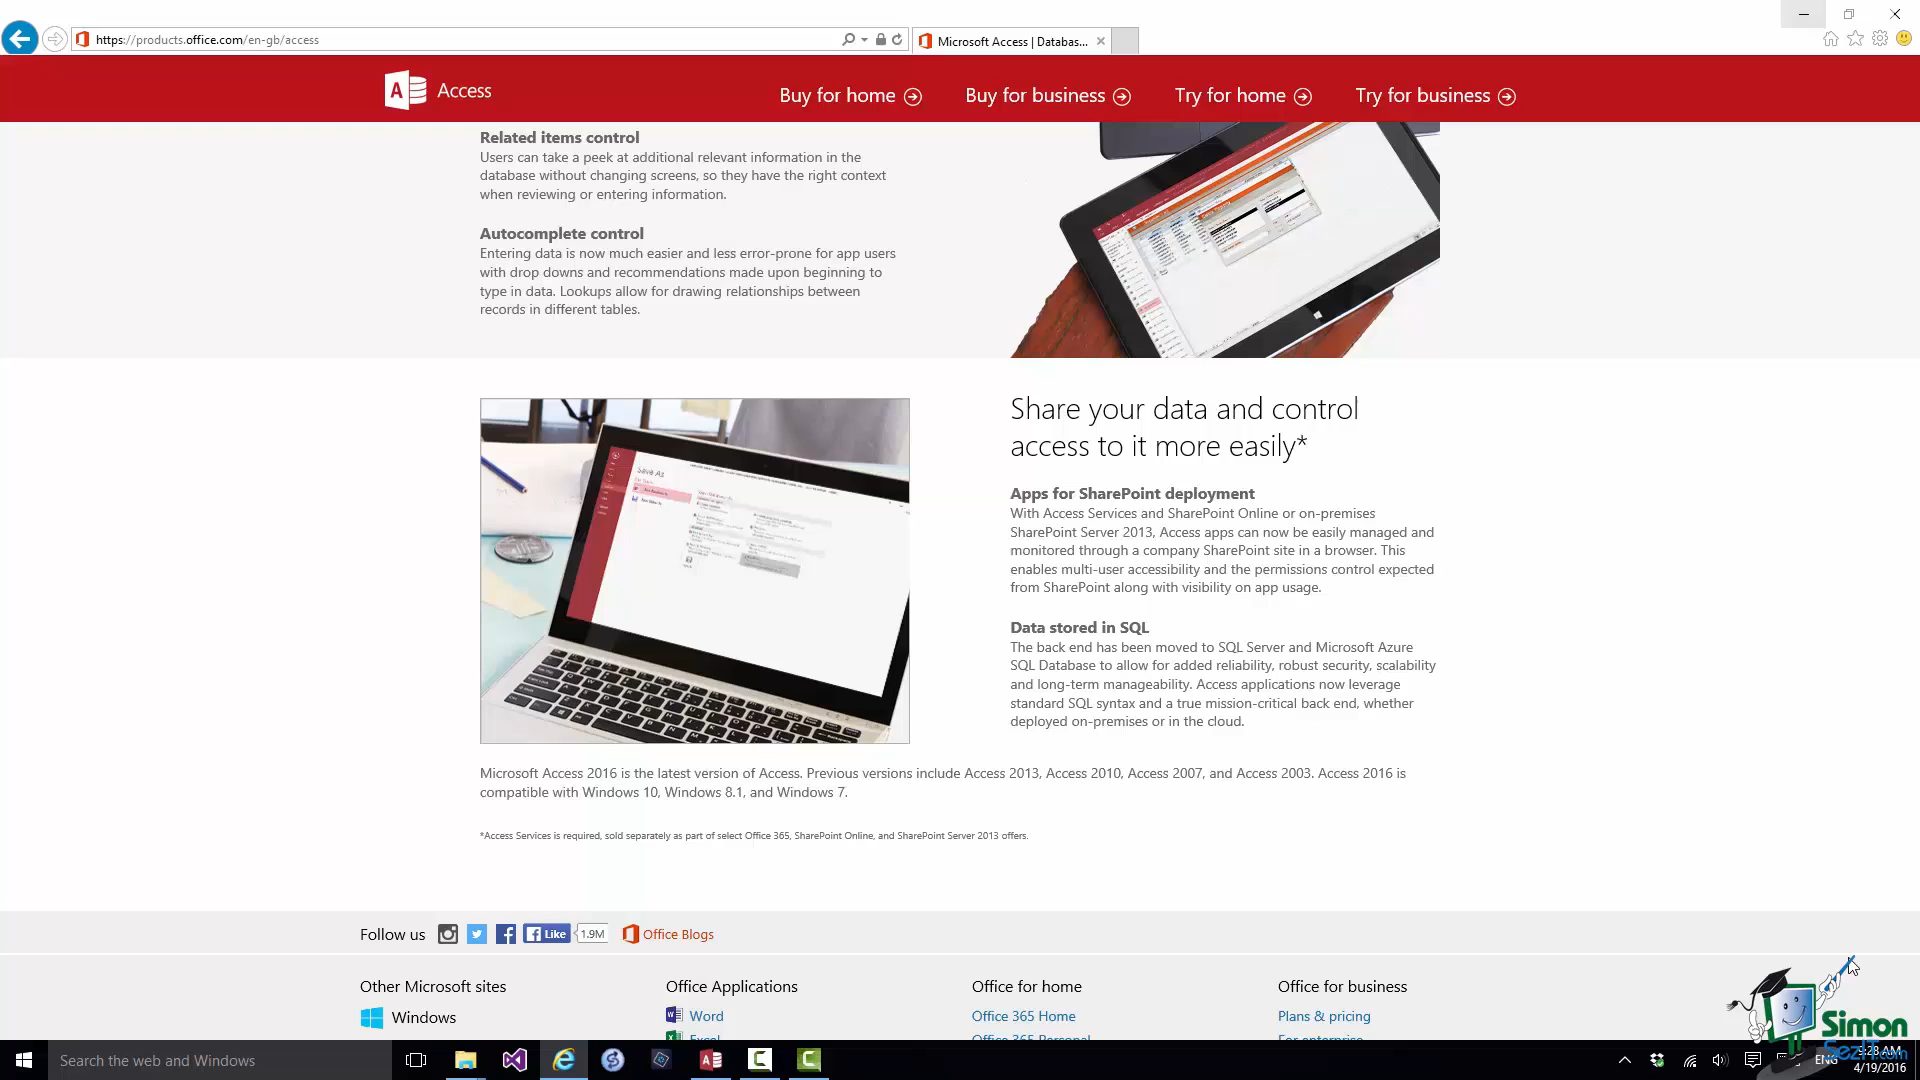 https://products.office.com/en-gb/access
Microsoft Access | Databas...
A
Access
Buy for home
Buy for business
Try for home
Try for business
Related items control
Users can take a peek at additional relevant information in the
database without changing screens, so they have the right context
when reviewing or entering information.
Autocomplete control
Entering data is now much easier and less error-prone for app users
with drop downs and recommendations made upon beginning to
type in data. Lookups allow for drawing relationships between
records in different tables.
Save As
Share your data and control
access to it more easily*
Apps for SharePoint deployment
With Access Services and SharePoint Online or on-premises
SharePoint Server 2013, Access apps can now be easily managed and
monitored through a company SharePoint site in a browser. This
enables multi-user accessibility and the permissions control expected
from SharePoint along with visibility on app usage.
Data stored in SQL
The back end has been moved to SQL Server and Microsoft Azure
SQL Database to allow for added reliability, robust security, scalability
and long-term manageability. Access applications now leverage
standard SQL syntax and a true mission-critical back end, whether
deployed on-premises or in the cloud.
Microsoft Access 2016 is the latest version of Access. Previous versions include Access 2013, Access 2010, Access 2007, and Access 2003. Access 2016 is
compatible with Windows 10, Windows 8.1, and Windows 7.
*Access Services is required, sold separately as part of select Office 365, SharePoint Online, and SharePoint Server 2013 offers.
Follow us
Like
1.9M
Office Blogs
Other Microsoft sites
Office Applications
Office for home
Office for business
Windows
Word
Office 365 Home
Plans & pricing
Excel
Office 365 Personal
For enterprise
Simon
SezIT.com
Search the web and Windows
ENG
9:28 AM
4/19/2016